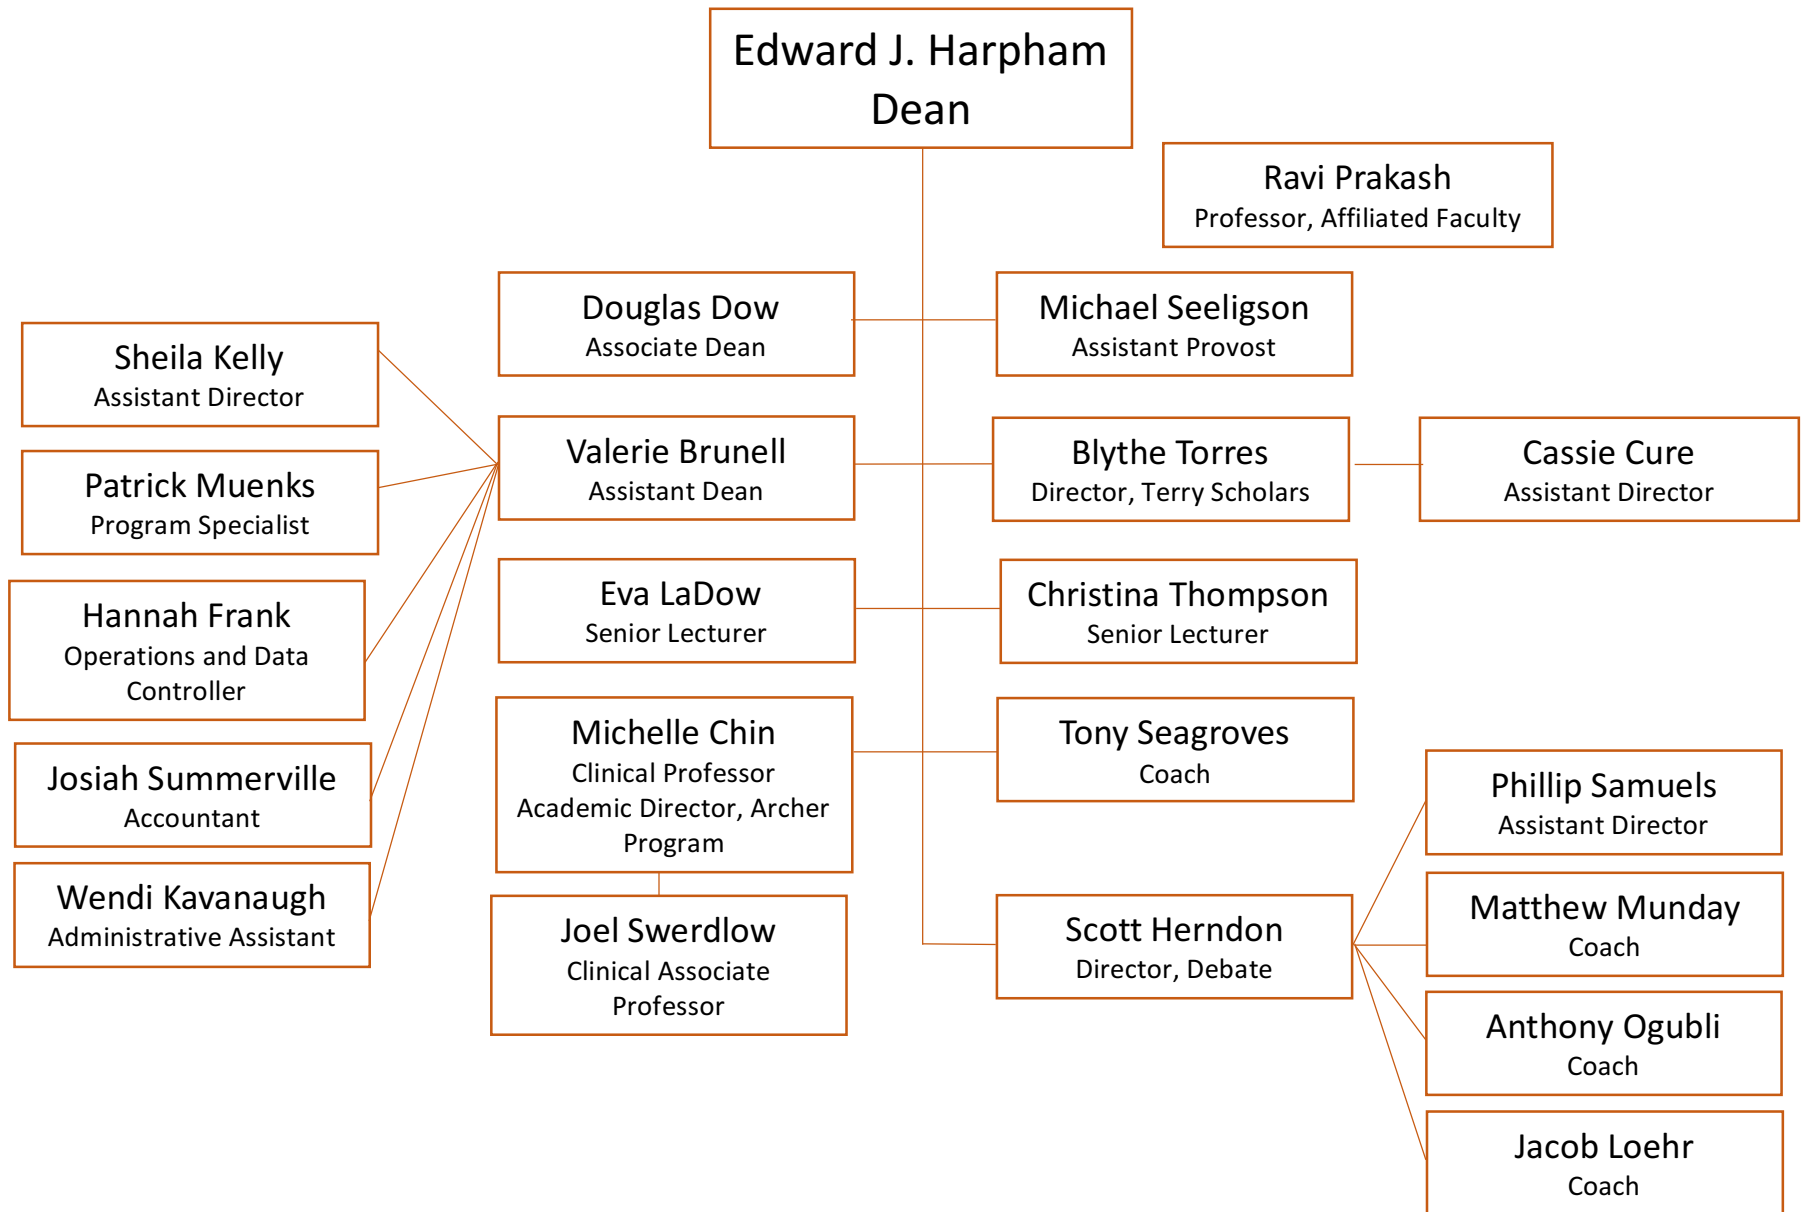 Edward J. Harpham
Dean
Ravi Prakash
Professor, Affiliated Faculty
Douglas Dow
Associate Dean
Michael Seeligson
Assistant Provost
Sheila Kelly
Assistant Director
Valerie Brunell
Assistant Dean
Blythe Torres
Director, Terry Scholars
Cassie Cure
Assistant Director
Patrick Muenks
Program Specialist
Eva LaDow
Senior Lecturer
Christina Thompson
Senior Lecturer
Hannah Frank
Operations and Data
Controller
Michelle Chin
Clinical Professor
Academic Director, Archer
Program
Tony Seagroves
Coach
Josiah Summerville
Accountant
Phillip Samuels
Assistant Director
Wendi Kavanaugh
Administrative Assistant
Joel Swerdlow
Clinical Associate
Professor
Scott Herndon
Director, Debate
Matthew Munday
Coach
Anthony Ogubli
Coach
Jacob Loehr
Coach